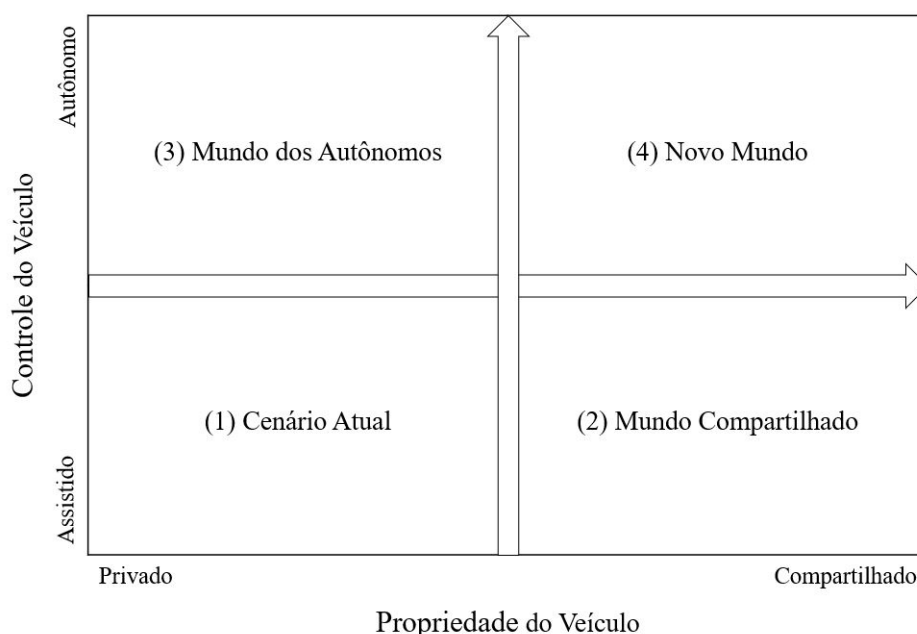 Autônomo
(3) Mundo dos Autônomos
(4) Novo Mundo
Controle do Veículo
(1) Cenário Atual
(2) Mundo Compartilhado
Assistido
Privado
Compartilhado
Propriedade do Veículo